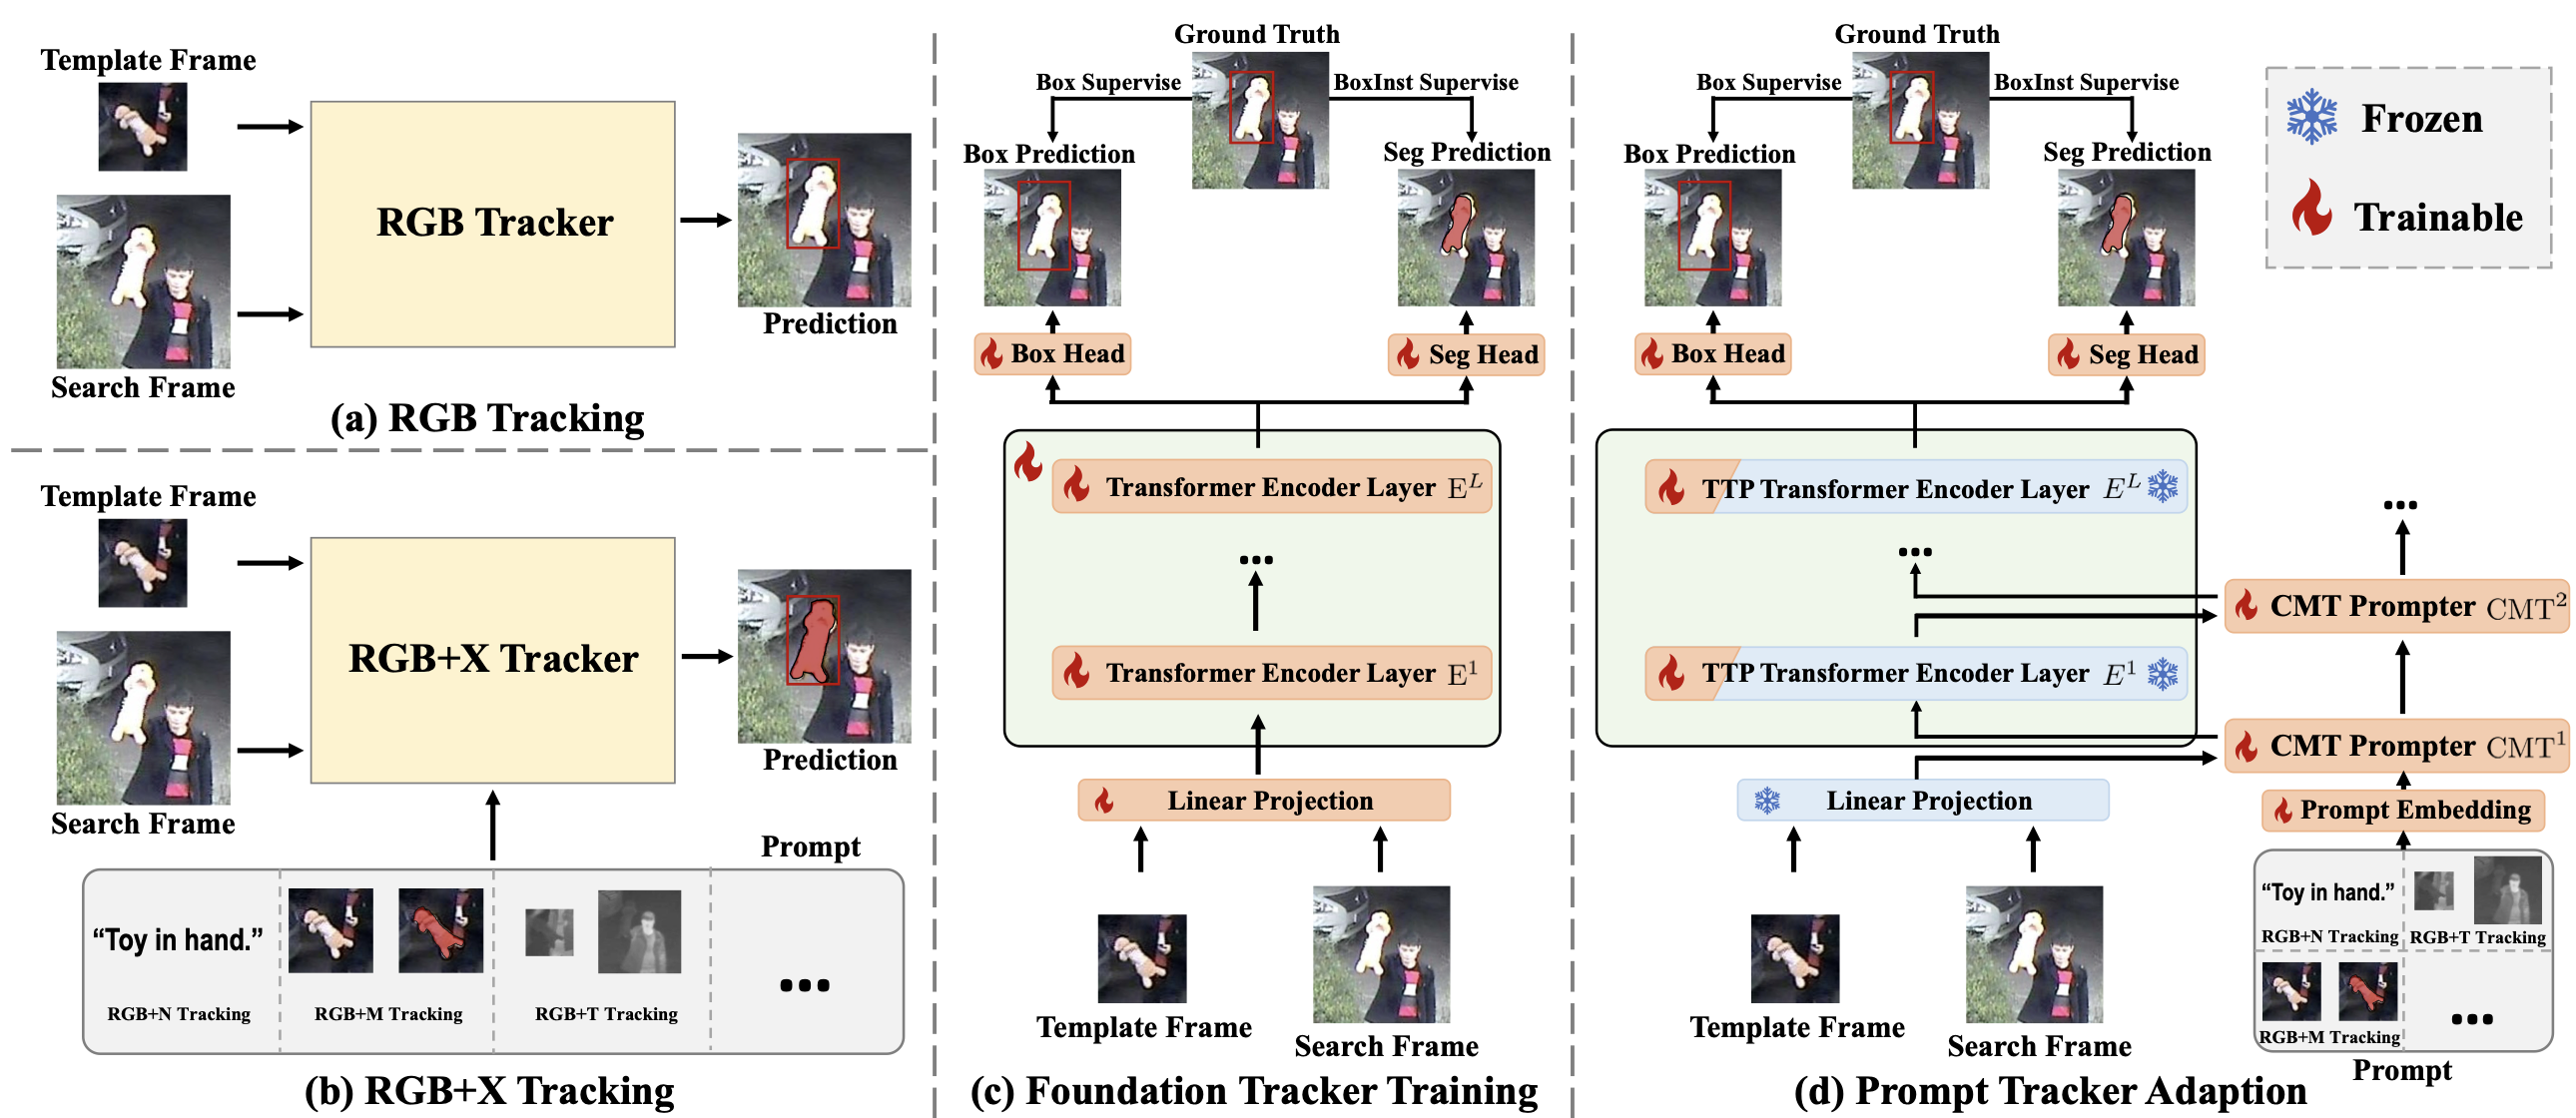 Template Frame
Search Frame
RGB Tracker
Prediction
(a) RGB Tracking
Template Frame
Search Frame
RGB+X Tracker
Prediction
Prompt
“Toy in hand.”
RGB+N Tracking
RGB+M Tracking
RGB+T Tracking
...
(b) RGB+X Tracking
Ground Truth
Box Supervise
BoxInst Supervise
Box Prediction
Seg Prediction
Box Head
Seg Head
Transformer Encoder Layer E^L
...
Transformer Encoder Layer E^1
Linear Projection
Template Frame
Search Frame
(c) Foundation Tracker Training
Ground Truth
Box Supervise
BoxInst Supervise
Box Prediction
Seg Prediction
Box Head
Seg Head
TTP Transformer Encoder Layer E^L
...
TTP Transformer Encoder Layer E^1
Linear Projection
Template Frame
Search Frame
Frozen
Trainable
...
CMT Prompter CMT^2
CMT Prompter CMT^1
Prompt Embedding
“Toy in hand.”
RGB+N Tracking
RGB+T Tracking
RGB+M Tracking
...
Prompt
(d) Prompt Tracker Adaption